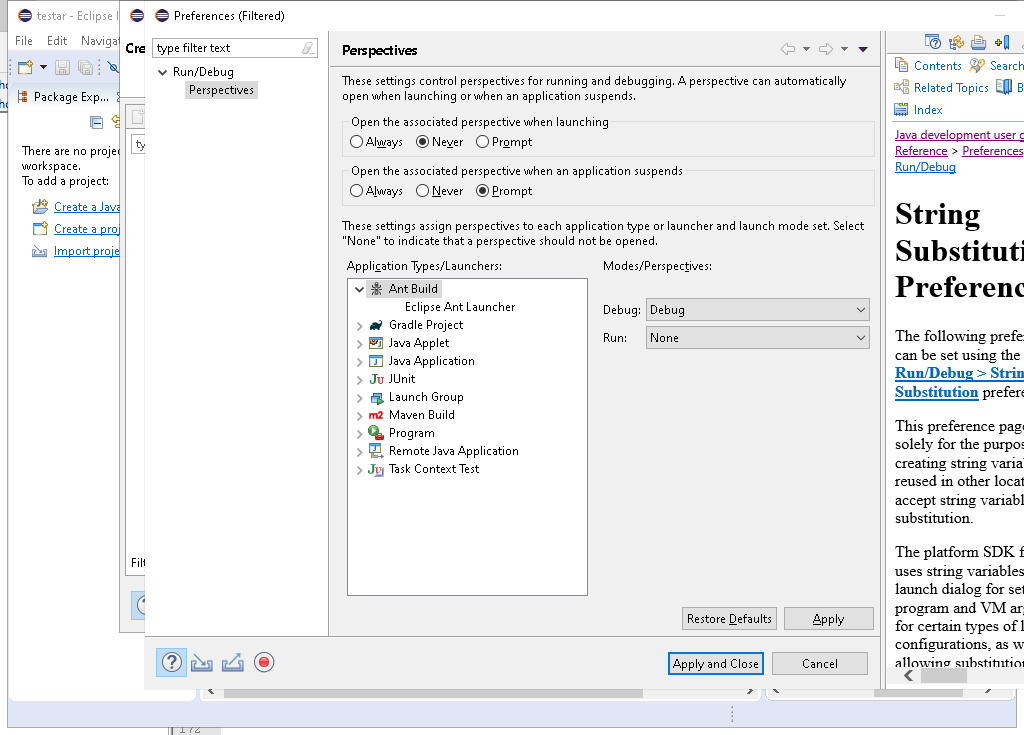 testar - Eclipse I
Preferences (Filtered)
File Edit Navigat
Cre
type filter text
Run/Debug
Perspectives
Package Exp...
There are no projec
workspace.
To add a project:
Create a Java
Create a proj
Import proje
ty
Filt
Perspectives
These settings control perspectives for running and debugging. A perspective can automatically
open when launching or when an application suspends.
Open the associated perspective when launching
Always Never Prompt
Open the associated perspective when an application suspends
Always Never Prompt
These settings assign perspectives to each application type or launcher and launch mode set. Select
"None" to indicate that a perspective should not be opened.
Application Types/Launchers:
Ant Build
Eclipse Ant Launcher
Gradle Project
Java Applet
Java Application
Ju JUnit
Launch Group
m2 Maven Build
Program
Remote Java Application
Task Context Test
Modes/Perspectives:
Debug: Debug
Run: None
Restore Defaults Apply
Apply and Close Cancel
Contents Search
Related Topics B
Index
Java development user g
Reference > Preferences
Run/Debug
String
Substituti
Preferenc
The following prefer
can be set using the
Run/Debug > Strin
Substitution prefere
This preference page
solely for the purpos
creating string varial
reused in other locat
accept string variabl
substitution.
The platform SDK f
uses string variables
launch dialog for set
program and VM arg
for certain types of l
configurations, as w
allowing substitution
172